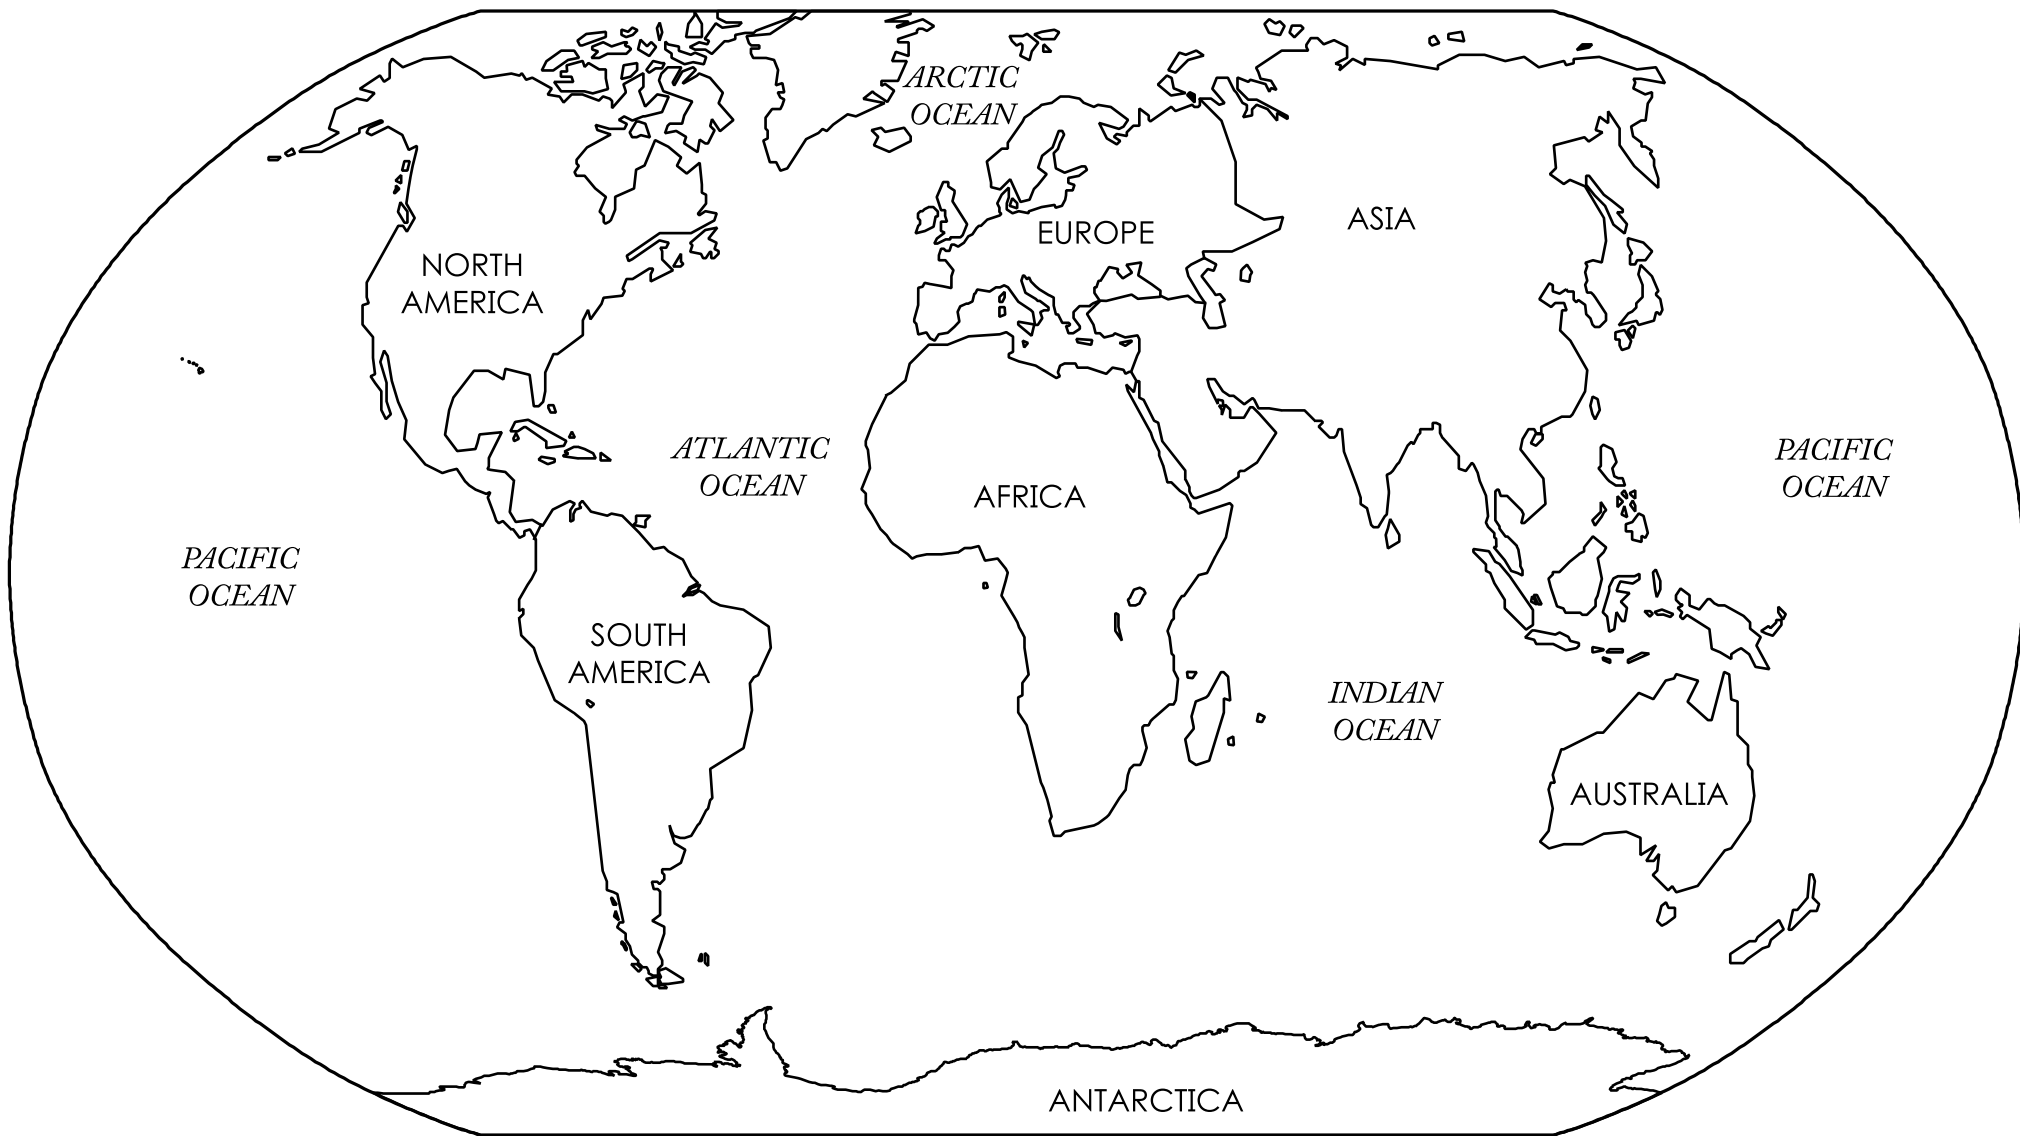 ARCTIC
OCEAN
NORTH
AMERICA
EUROPE
ASIA
ATLANTIC
OCEAN
AFRICA
PACIFIC
OCEAN
PACIFIC
OCEAN
SOUTH
AMERICA
INDIAN
OCEAN
AUSTRALIA
ANTARCTICA